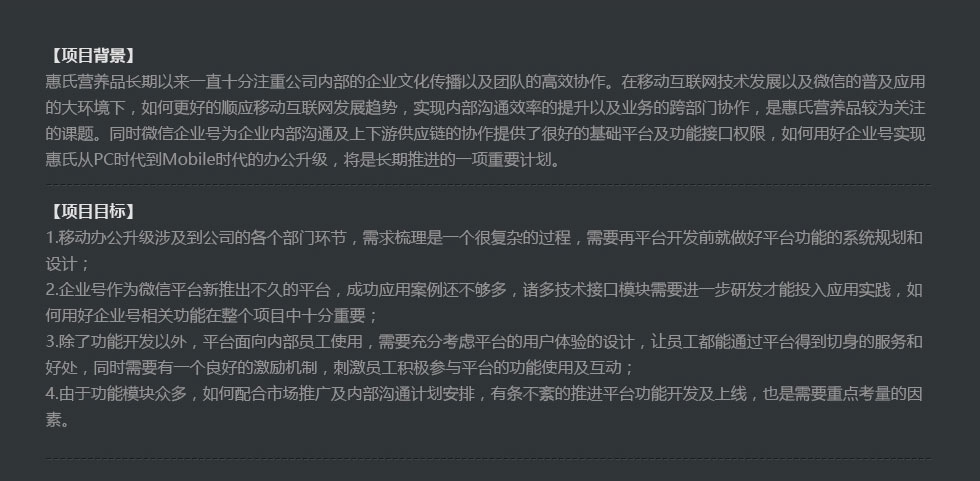 【项目背景】
惠氏营养品长期以来一直十分注重公司内部的企业文化传播以及团队的高效协作。在移动互联网技术发展以及微信的普及应用
的大环境下，如何更好的顺应移动互联网发展趋势，实现内部沟通效率的提升以及业务的跨部门协作，是惠氏营养品较为关注
的课题。同时微信企业号为企业内部沟通及上下游供应链的协作提供了很好的基础平台及功能接口权限，如何用好企业号实现
惠氏从PC时代到Mobile时代的办公升级，将是长期推进的一项重要计划。
【项目目标】
1.移动办公升级涉及到公司的各个部门环节，需求梳理是一个很复杂的过程，需要再平台开发前就做好平台功能的系统规划和
设计；
2.企业号作为微信平台新推出不久的平台，成功应用案例还不够多，诸多技术接口模块需要进一步研发才能投入应用实践，如
何用好企业号相关功能在整个项目中十分重要；
3.除了功能开发以外，平台面向内部员工使用，需要充分考虑平台的用户体验的设计，让员工都能通过平台得到切身的服务和
好处，同时需要有一个良好的激励机制，刺激员工积极参与平台的功能使用及互动；
4.由于功能模块众多，如何配合市场推广及内部沟通计划安排，有条不紊的推进平台功能开发及上线，也是需要重点考量的因
素。